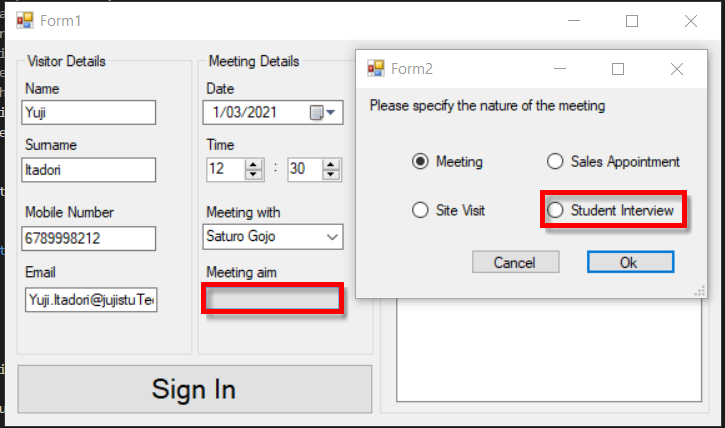 Form1
Visitor Details
Name
Yuji
Surname
Itadori
Mobile Number
6789998212
Email
Yuji.Itadori@jujistuTe
Meeting Details
Date
1/03/2021
Time
12 : 30
Meeting with
Saturo Gojo
Meeting aim
Sign In
Form2
Please specify the nature of the meeting
Meeting
Sales Appointment
Site Visit
Student Interview
Cancel
Ok